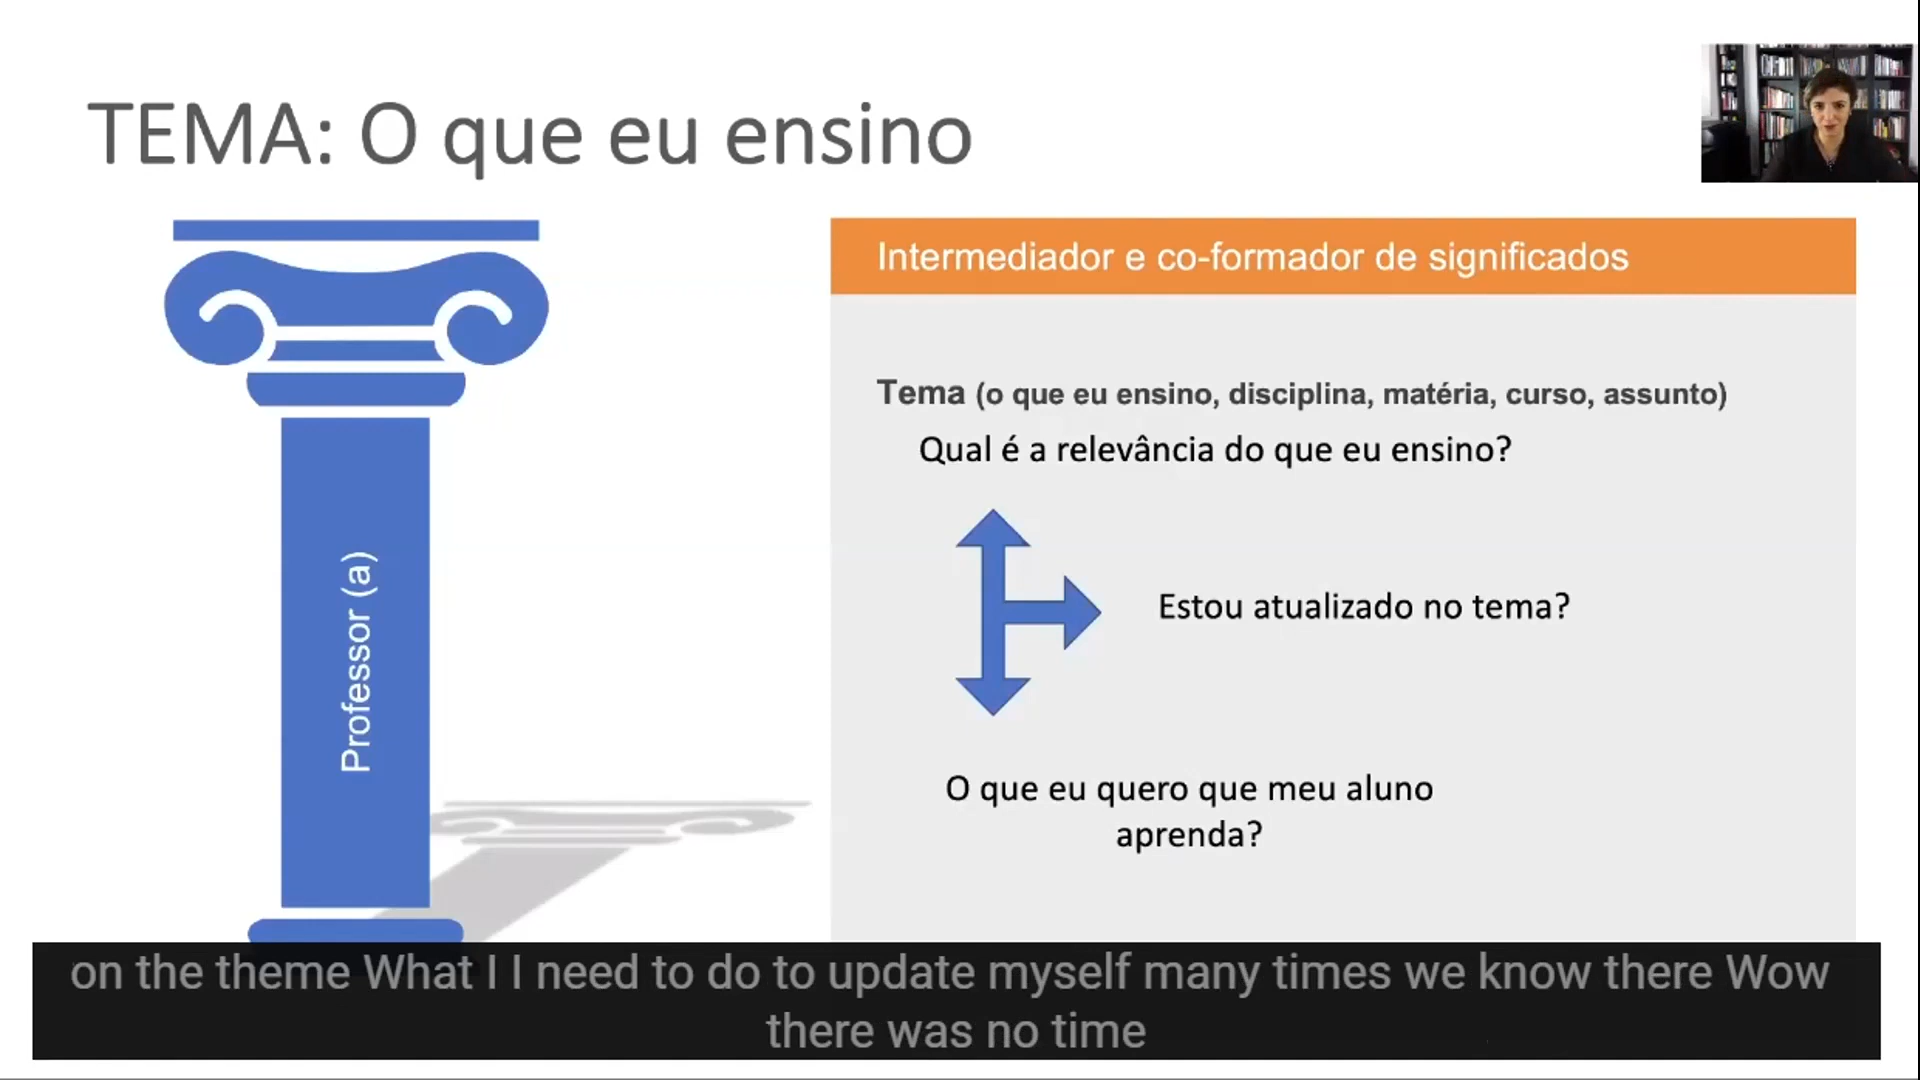 TEMA: O que eu ensino
Intermediador e co-formador de significados
Tema (o que eu ensino, disciplina, matéria, curso, assunto)
Qual é a relevância do que eu ensino?
Estou atualizado no tema?
O que eu quero que meu aluno
aprenda?
Professor (a)
on the theme What I I need to do to update myself many times we know there Wow
there was no time